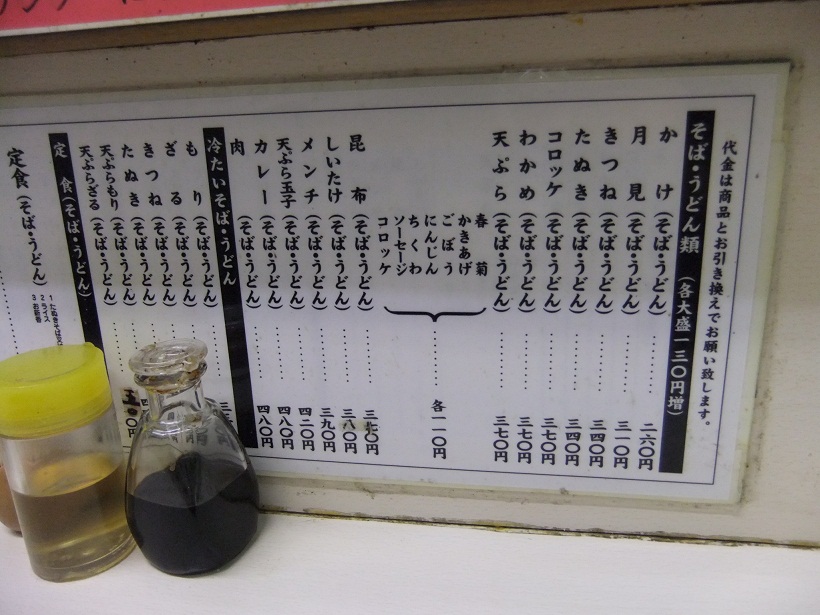 代金は商品とお引き換えでお願い致します。
そば・うどん類 (各大盛一三〇円増)
かけ (そば・うどん) 二六〇円
月見 (そば・うどん) 三一〇円
きつね (そば・うどん) 三四〇円
たぬき (そば・うどん) 三四〇円
コロッケ (そば・うどん) 三七〇円
わかめ (そば・うどん) 三七〇円
天ぷら (そば・うどん) 三七〇円
春菊
かきあげ
ごぼう
にんじん
ちくわ
ソーセージ
コロッケ
各一一〇円
昆布 (そば・うどん)
しいたけ (そば・うどん) 三八〇円
メンチ (そば・うどん) 三九〇円
天ぷら玉子 (そば・うどん) 四二〇円
カレー (そば・うどん) 四八〇円
肉 (そば・うどん) 四八〇円
冷たいそば・うどん
もり (そば・うどん)
ざる (そば・うどん)
きつね (そば・うどん)
たぬき (そば・うどん)
天ぷらもり (そば・うどん)
天ぷらざる (そば・うどん)
定食 (そば・うどん)
定食 (そば・うどん)
2 ライス
3 お新香